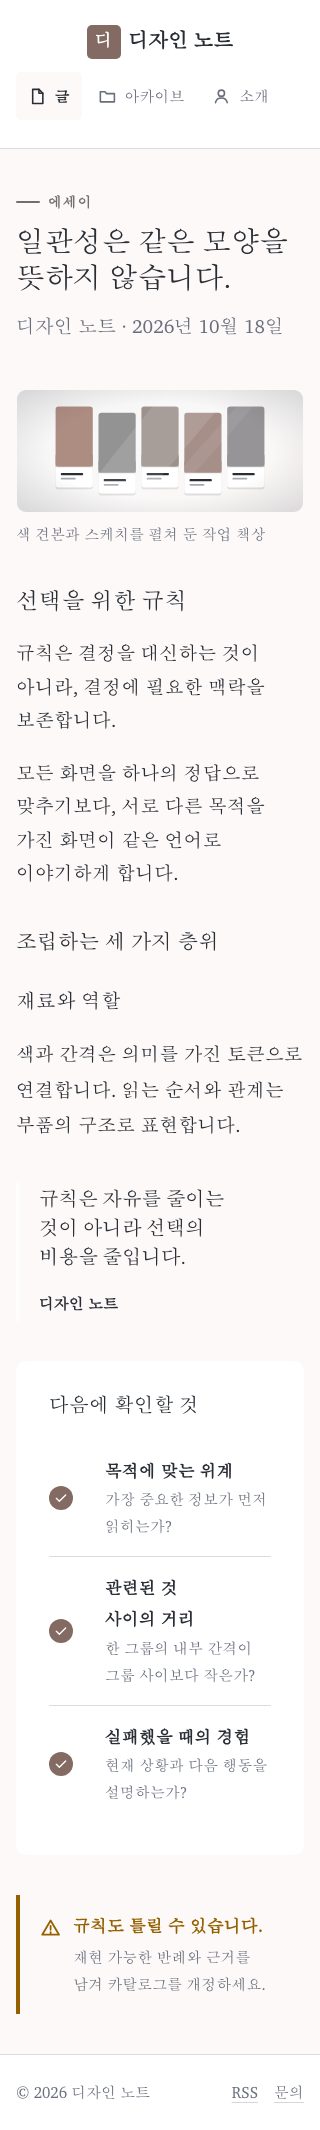 디 디자인 노트
글 아카이브 소개
에세이
일관성은 같은 모양을
뜻하지 않습니다.
디자인 노트 · 2026년 10월 18일
색 견본과 스케치를 펼쳐 둔 작업 책상
선택을 위한 규칙
규칙은 결정을 대신하는 것이
아니라, 결정에 필요한 맥락을
보존합니다.
모든 화면을 하나의 정답으로
맞추기보다, 서로 다른 목적을
가진 화면이 같은 언어로
이야기하게 합니다.
조립하는 세 가지 층위
재료와 역할
색과 간격은 의미를 가진 토큰으로
연결합니다. 읽는 순서와 관계는
부품의 구조로 표현합니다.
규칙은 자유를 줄이는
것이 아니라 선택의
비용을 줄입니다.
디자인 노트
다음에 확인할 것
목적에 맞는 위계
가장 중요한 정보가 먼저
읽히는가?
관련된 것
사이의 거리
한 그룹의 내부 간격이
그룹 사이보다 작은가?
실패했을 때의 경험
현재 상황과 다음 행동을
설명하는가?
규칙도 틀릴 수 있습니다.
재현 가능한 반례와 근거를
남겨 카탈로그를 개정하세요.
© 2026 디자인 노트 RSS 문의